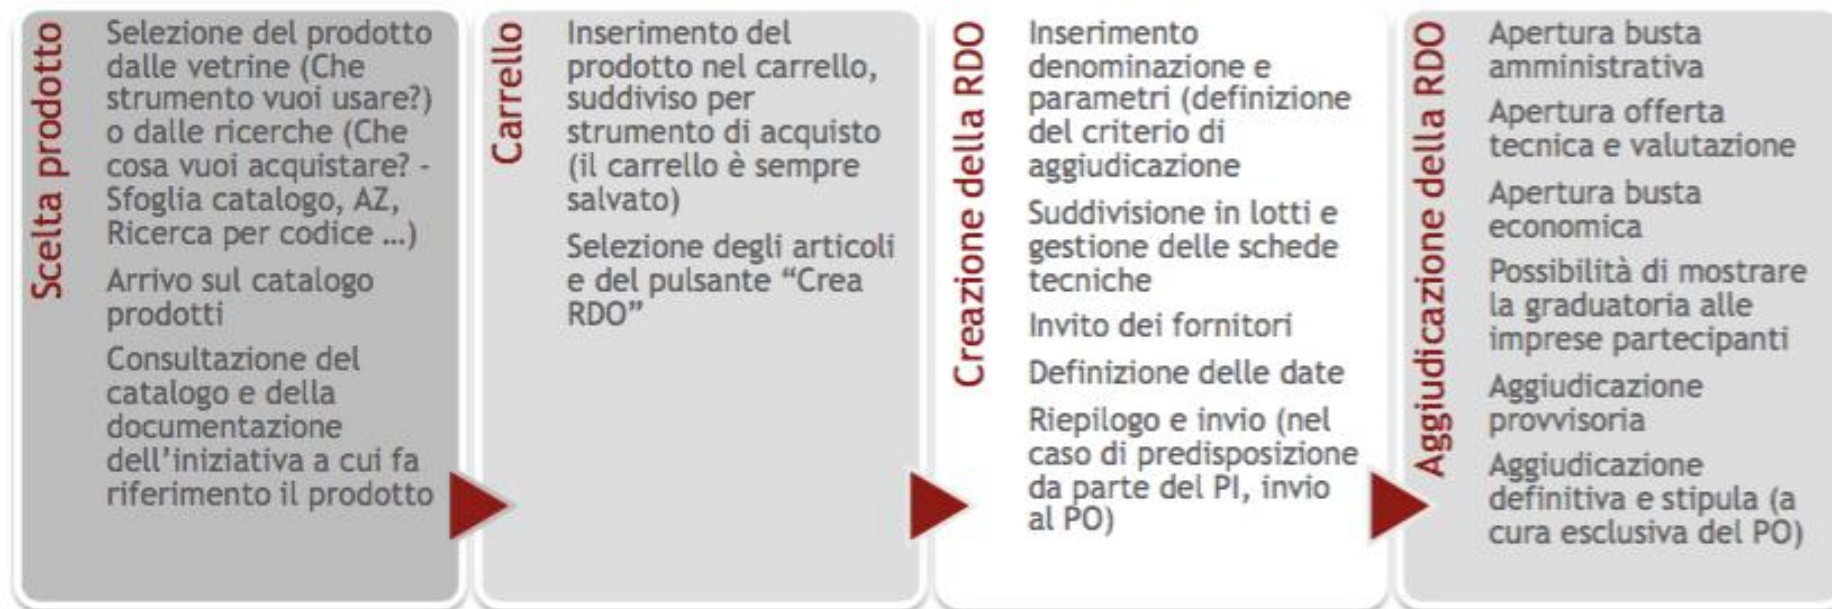 Scelta prodotto
Selezione del prodotto
dalle vetrine (Che
strumento vuoi usare?)
o dalle ricerche (Che
cosa vuoi acquistare? -
Sfoglia catalogo, AZ,
Ricerca per codice …)
Arrivo sul catalogo
prodotti
Consultazione del
catalogo e della
documentazione
dell'iniziativa a cui fa
riferimento il prodotto
Carrello
Inserimento del
prodotto nel carrello,
suddiviso per
strumento di acquisto
(il carrello è sempre
salvato)
Selezione degli articoli
e del pulsante “Crea
RDO”
Creazione della RDO
Inserimento
denominazione e
parametri (definizione
del criterio di
aggiudicazione
Suddivisione in lotti e
gestione delle schede
tecniche
Invito dei fornitori
Definizione delle date
Riepilogo e invio (nel
caso di predisposizione
da parte del PI, invio
al PO)
Aggiudicazione della RDO
Apertura busta
amministrativa
Apertura offerta
tecnica e valutazione
Apertura busta
economica
Possibilità di mostrare
la graduatoria alle
imprese partecipanti
Aggiudicazione
provvisoria
Aggiudicazione
definitiva e stipula (a
cura esclusiva del PO)